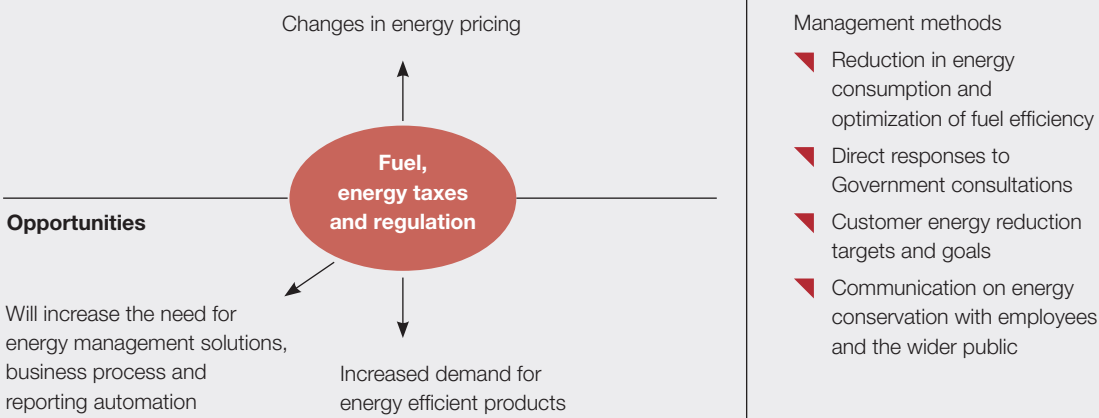 Changes in energy pricing
Fuel,
energy taxes
and regulation
Opportunities
Will increase the need for
energy management solutions,
business process and
reporting automation
Increased demand for
energy efficient products
Management methods
Reduction in energy
consumption and
optimization of fuel efficiency
Direct responses to
Government consultations
Customer energy reduction
targets and goals
Communication on energy
conservation with employees
and the wider public